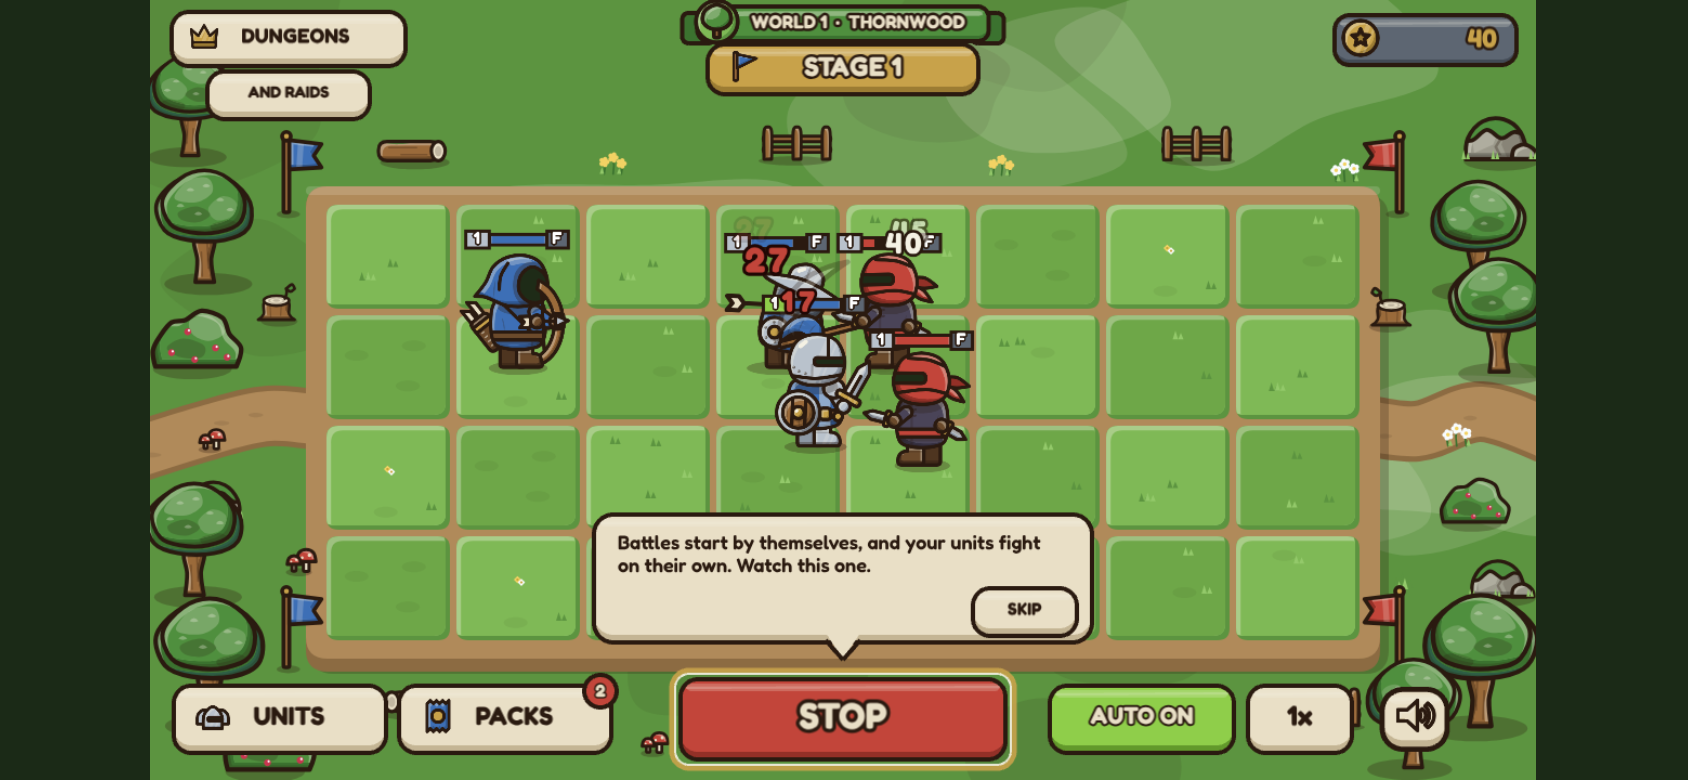 DUNGEONS
AND RAIDS
WORLD 1 • THORNWOOD
STAGE 1
40
1 F
27
1 F
27
1 F
45
40
1 17 F
1 F
Battles start by themselves, and your units fight
on their own. Watch this one.
SKIP
UNITS
PACKS
2
STOP
AUTO ON
1x